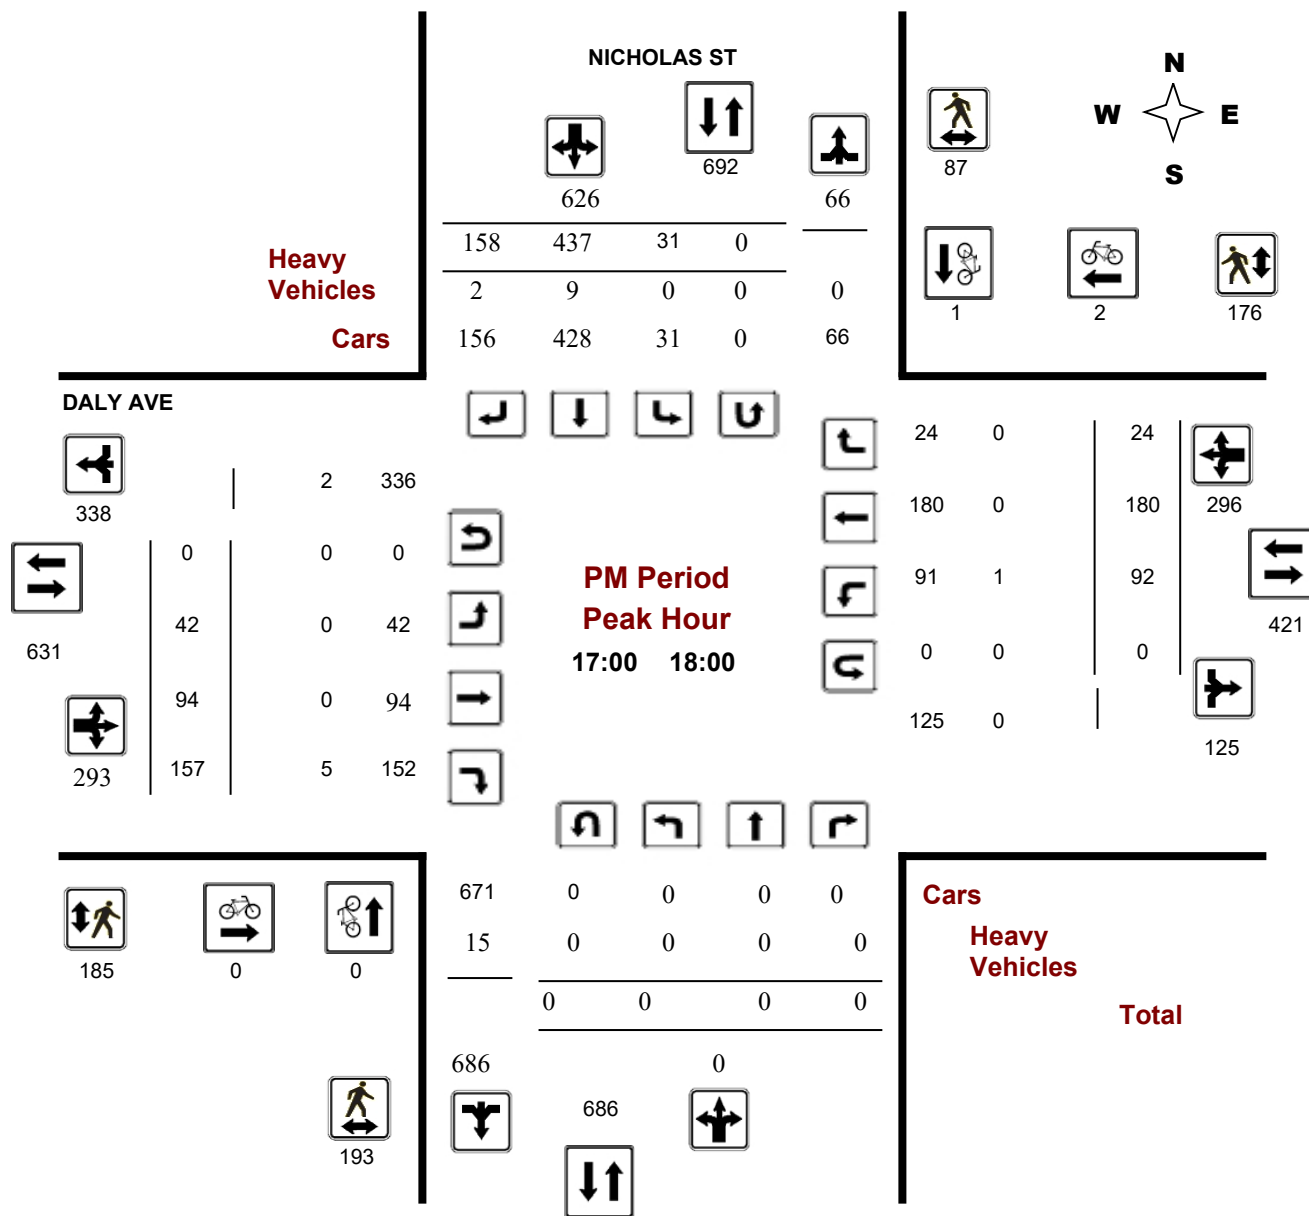 NICHOLAS ST
N
W E
S
692
87
626 66
158 437 31 0
Heavy
Vehicles 2 9 0 0 0
1 2 176
Cars 156 428 31 0 66
DALY AVE
24 0 24
2 336
338
180 0 180 296
0 0 0
PM Period
91 1 92
Peak Hour
42 0 42
421
631
17:00 18:00
0 0 0
94 0 94
125 0
125
293 157 5 152
671 0 0 0 0
Cars
15 0 0 0 0
Heavy
Vehicles
185 0 0
0 0 0 0
Total
686 0
686
193